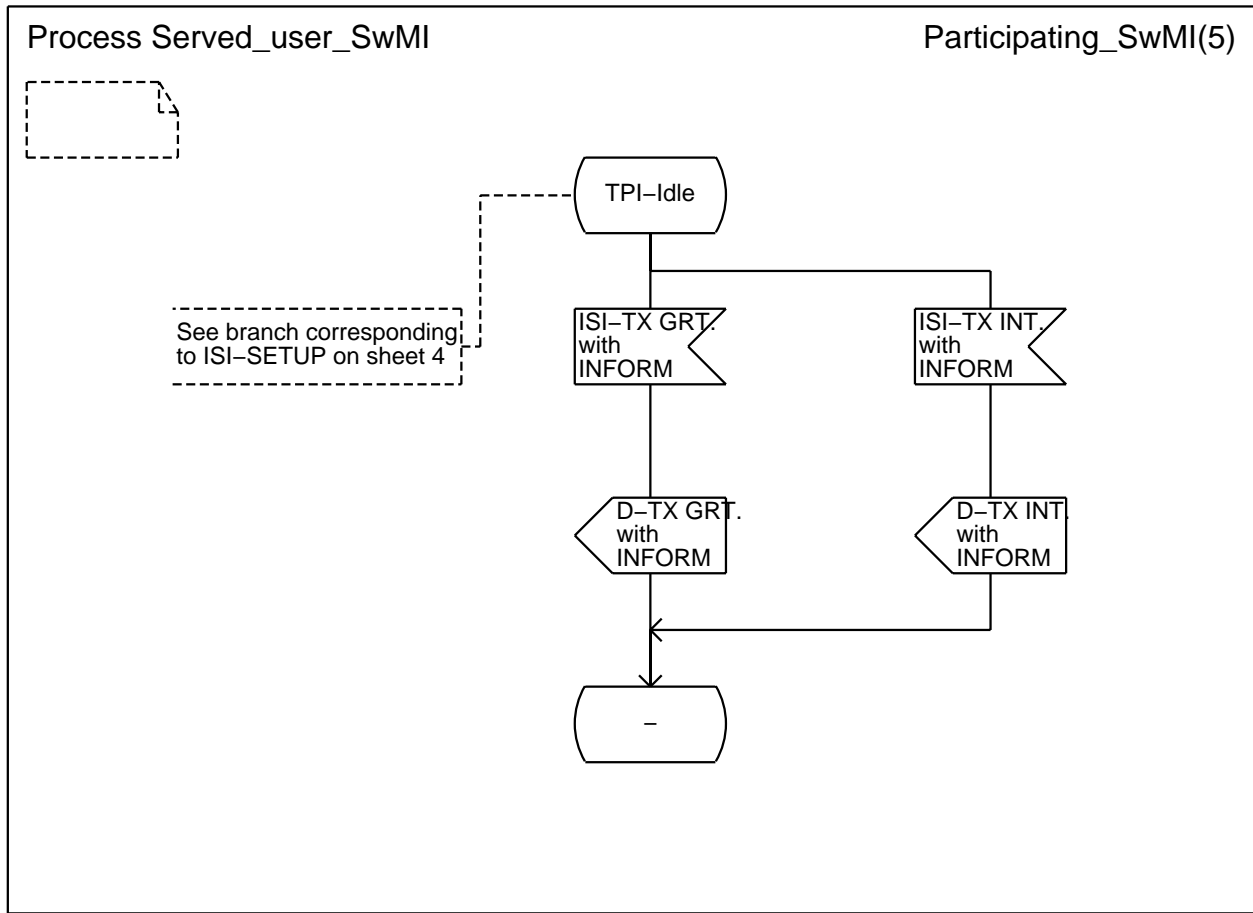 Process Served_user_SwMI
Participating_SwMI(5)
TPI−Idle
See branch corresponding
to ISI−SETUP on sheet 4
ISI−TX GRT.
with
INFORM
ISI−TX INT.
with
INFORM
D−TX GRT.
with
INFORM
D−TX INT.
with
INFORM
−